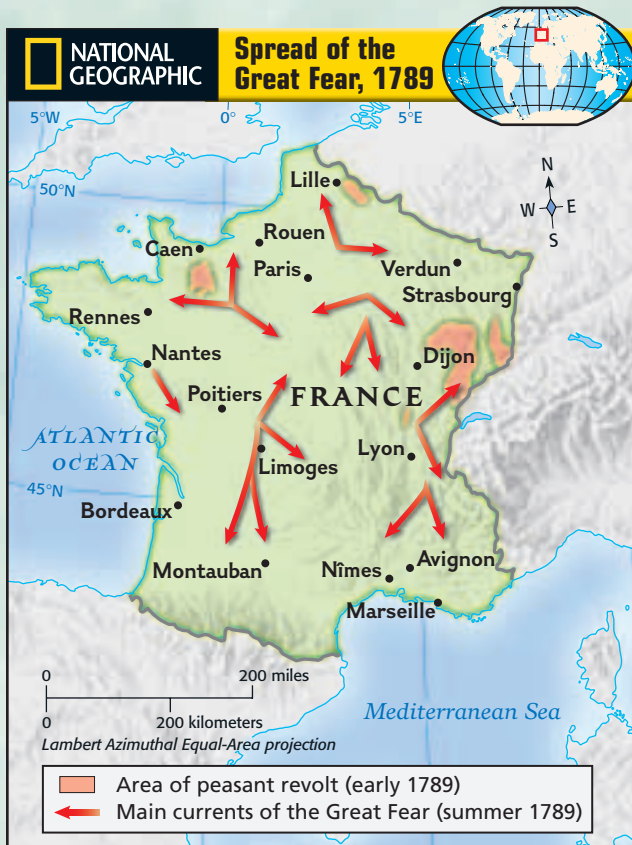 NATIONAL
GEOGRAPHIC
Spread of the
Great Fear, 1789
5°W
0°
5°E
50°N
N
W
E
S
Lille
Rouen
Caen
Paris
Verdun
Strasbourg
Rennes
Nantes
Dijon
Poitiers
FRANCE
ATLANTIC
OCEAN
Limoges
Lyon
45°N
Bordeaux
Montauban
Nîmes
Avignon
Marseille
0
200 miles
0
200 kilometers
Mediterranean Sea
Lambert Azimuthal Equal-Area projection
Area of peasant revolt (early 1789)
Main currents of the Great Fear (summer 1789)